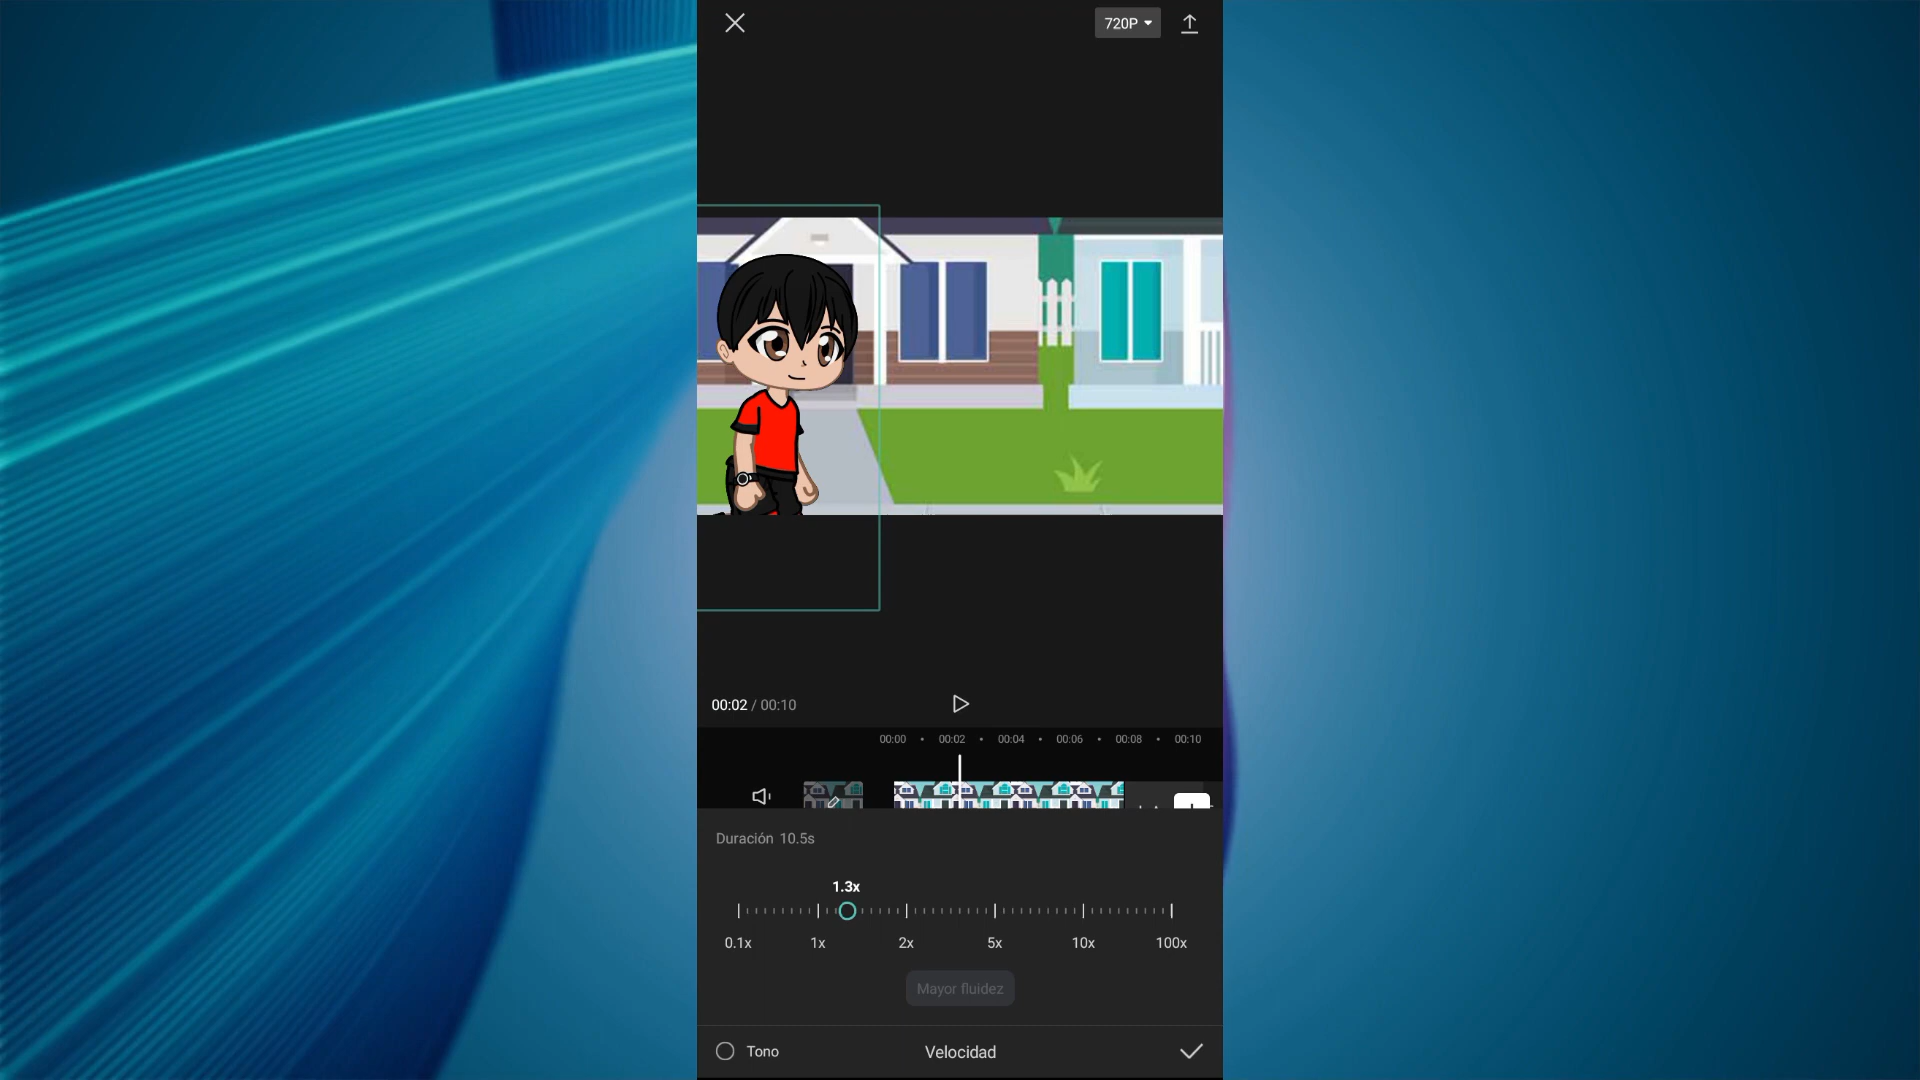 720P
00:02 / 00:10
00:00 • 00:02 • 00:04 • 00:06 • 00:08 • 00:10
Duración 10.5s
1.3x
0.1x 1x 2x 5x 10x 100x
Mayor fluidez
Tono Velocidad